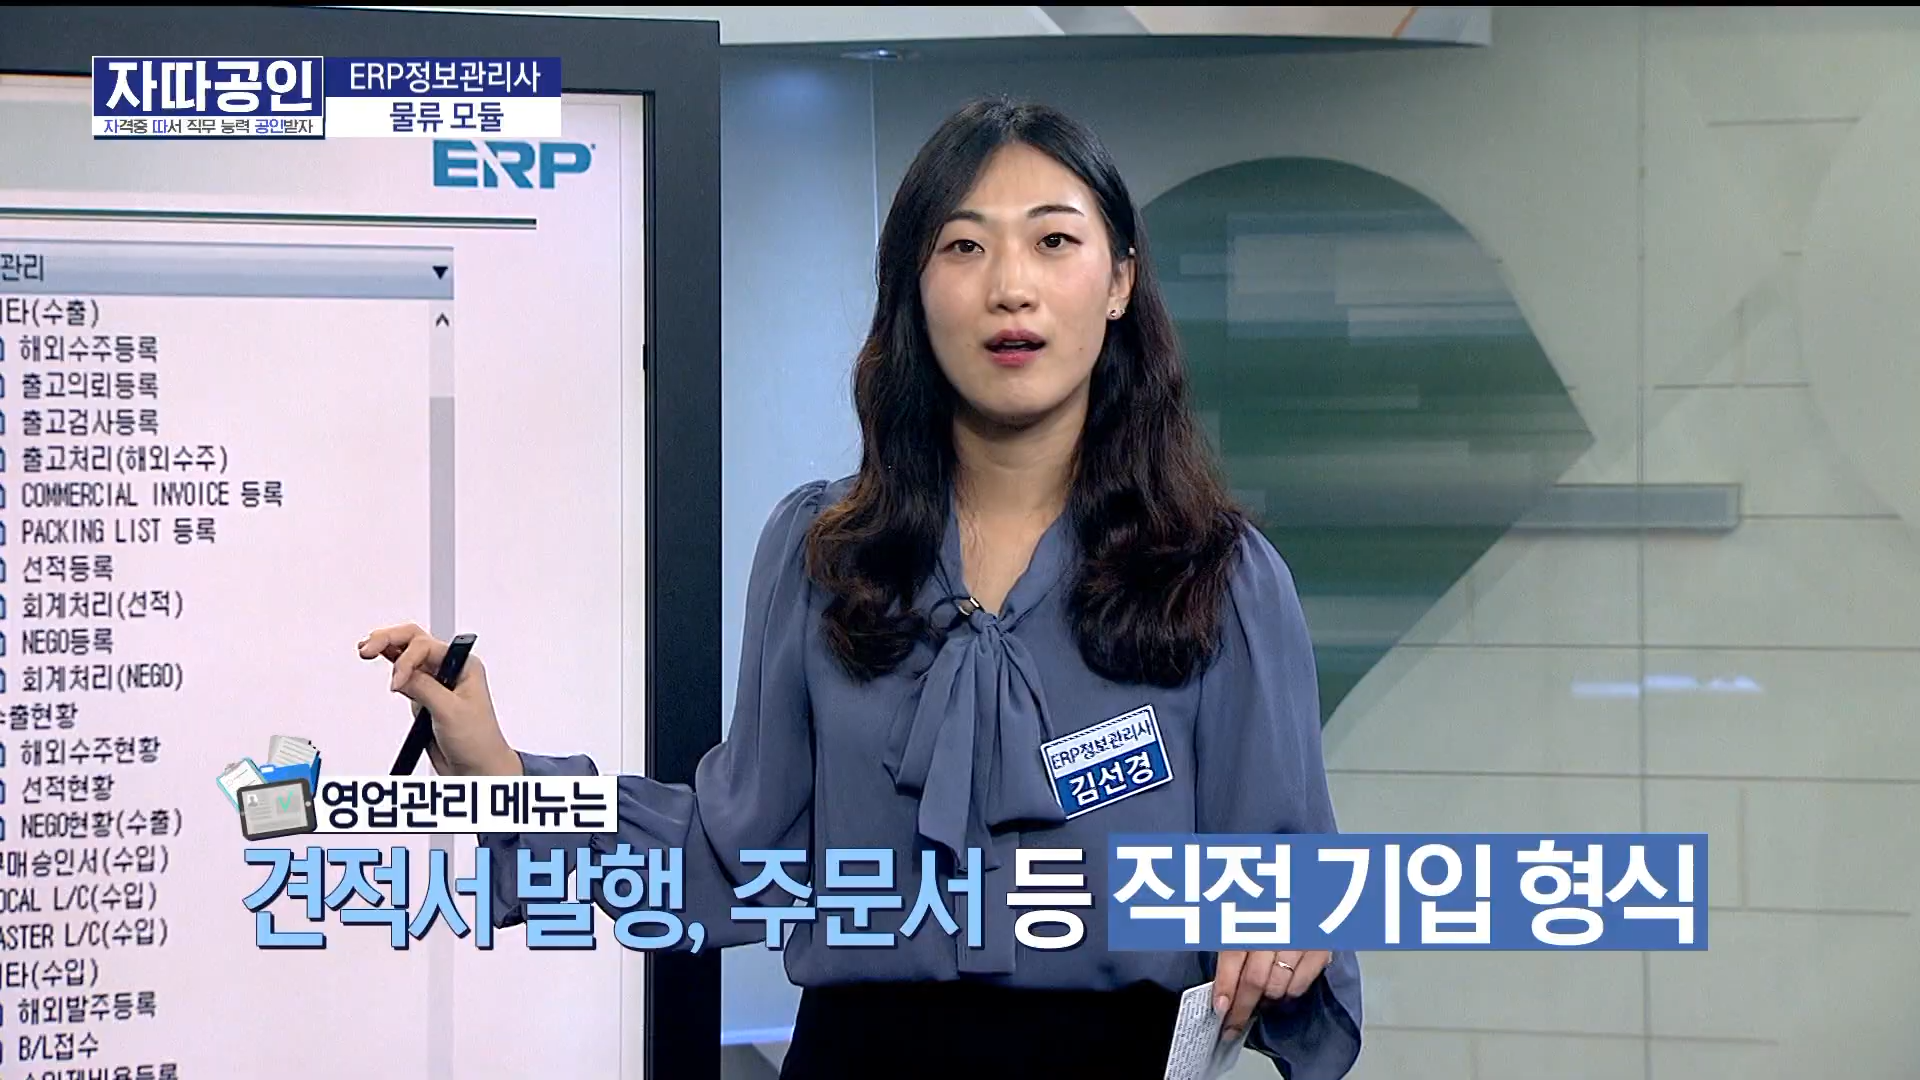 자따공인
자격증 따서 직무 능력 공인받자
ERP정보관리사
물류 모듈
ERP
관리
타(수출)
해외수주등록
출고의뢰등록
출고검사등록
출고처리(해외수주)
COMMERCIAL INVOICE 등록
PACKING LIST 등록
선적등록
회계처리(선적)
NEGO등록
회계처리(NEGO)
출현황
해외수주현황
선적현황
NEGO현황(수출)
매승인서(수입)
OCAL L/C(수입)
ASTER L/C(수입)
타(수입)
해외발주등록
B/L접수
ERP정보관리사
김선경
영업관리 메뉴는
견적서 발행, 주문서 등 직접 기입 형식